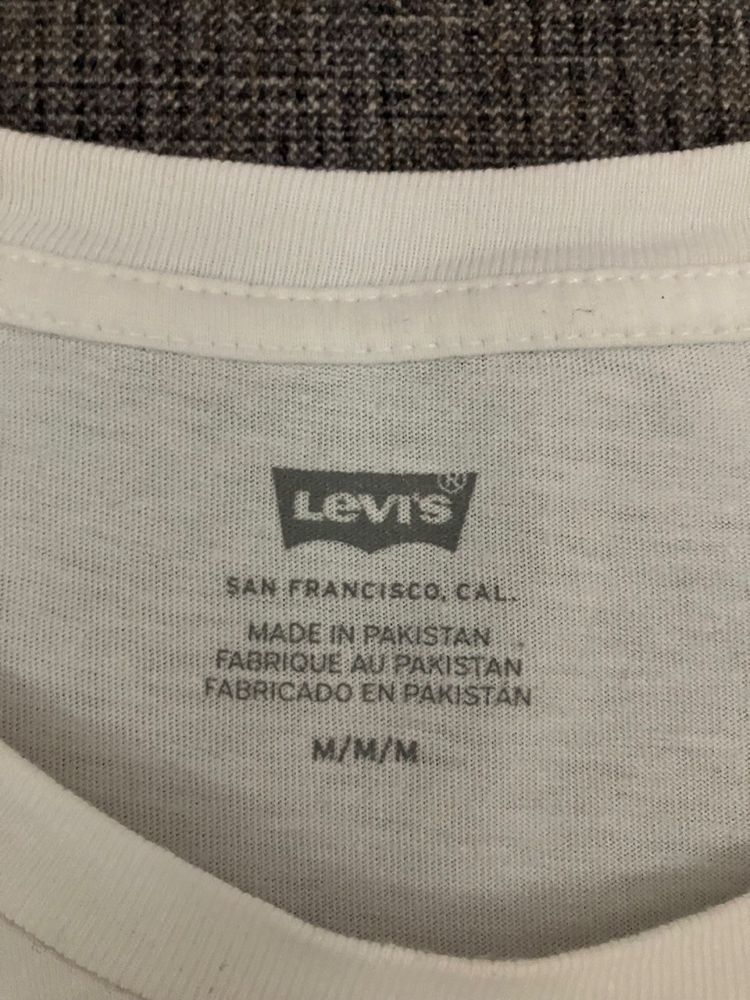 Levi's®
SAN FRANCISCO, CAL.
MADE IN PAKISTAN
FABRIQUE AU PAKISTAN
FABRICADO EN PAKISTAN
M/M/M